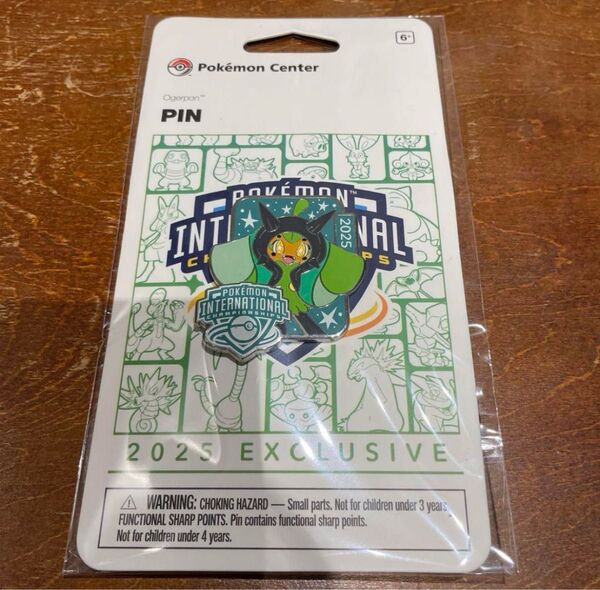 Pokémon Center
6+
Ogerpon™
PIN
POKÉMON™
INTERNATIONAL
2025
POKÉMON
INTERNATIONAL
CHAMPIONSHIPS
2025 EXCLUSIVE
WARNING: CHOKING HAZARD — Small parts. Not for children under 3 years.
FUNCTIONAL SHARP POINTS. Pin contains functional sharp points.
Not for children under 4 years.